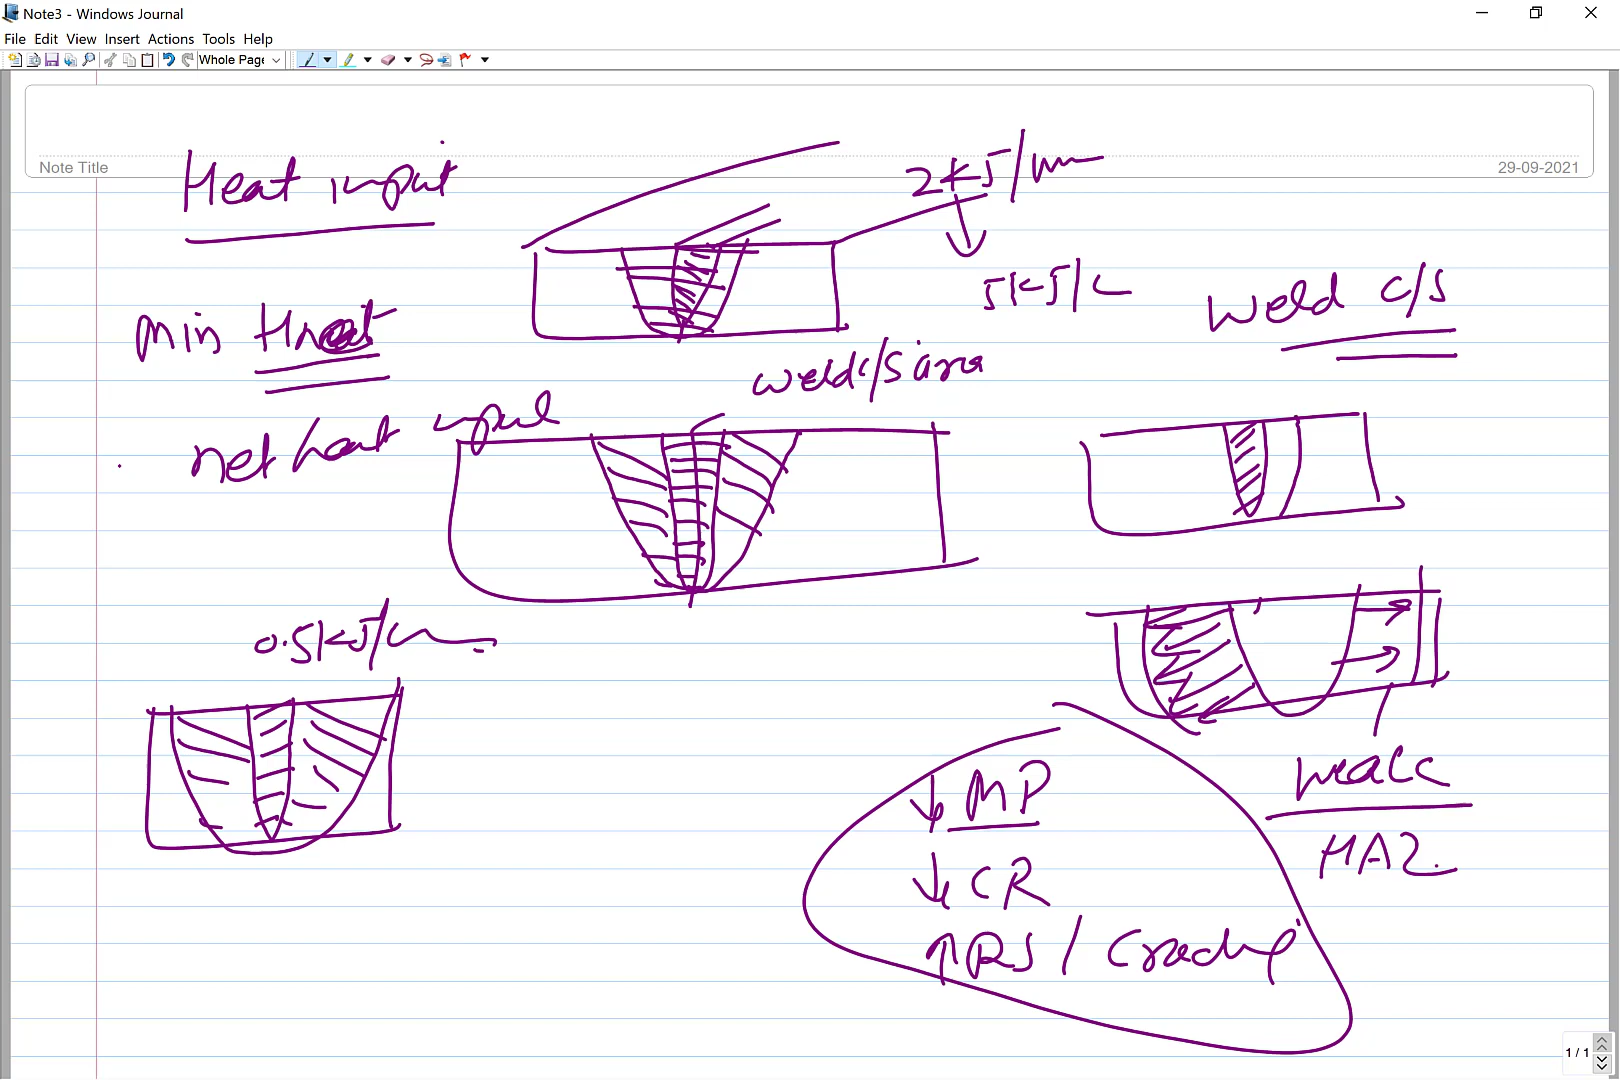 Note3 - Windows Journal
File Edit View Insert Actions Tools Help
Whole Page
Note Title
29-09-2021
Heat input
2kJ/mm
5kJ/
Weld C/S
min Heat
weld c/s area
net heat input
0.5kJ/
↓ MP
weak
HAZ.
↓ CR
↑ RS / Cracking
1 / 1